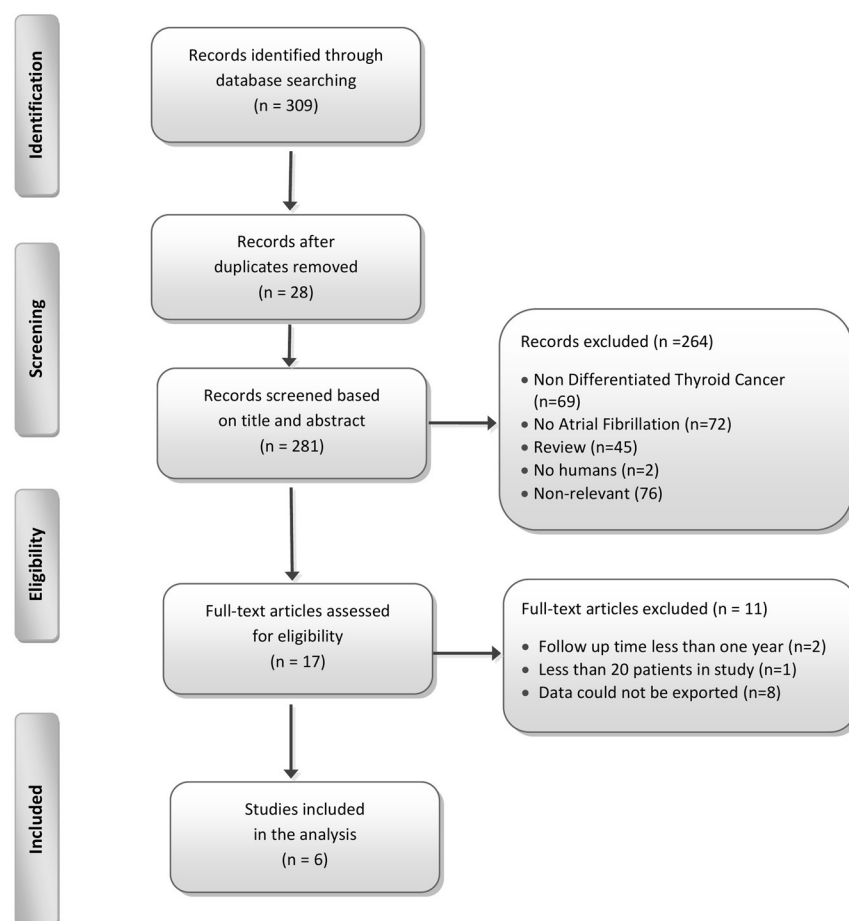 Identification
Records identified through
database searching
(n = 309)
Records after
duplicates removed
(n = 28)
Screening
Records screened based
on title and abstract
(n = 281)
Records excluded (n =264)
• Non Differentiated Thyroid Cancer
(n=69)
• No Atrial Fibrillation (n=72)
• Review (n=45)
• No humans (n=2)
• Non-relevant (76)
Eligibility
Full-text articles assessed
for eligibility
(n = 17)
Full-text articles excluded (n = 11)
• Follow up time less than one year (n=2)
• Less than 20 patients in study (n=1)
• Data could not be exported (n=8)
Included
Studies included
in the analysis
(n = 6)